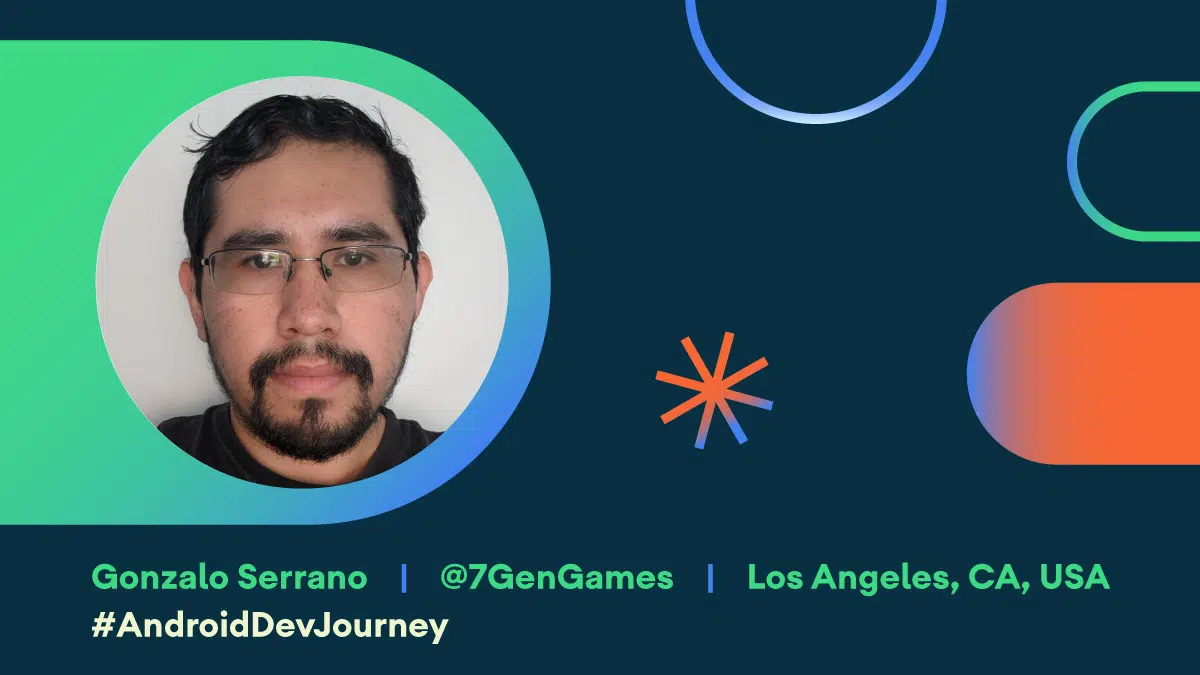 Gonzalo Serrano | @7GenGames | Los Angeles, CA, USA
#AndroidDevJourney